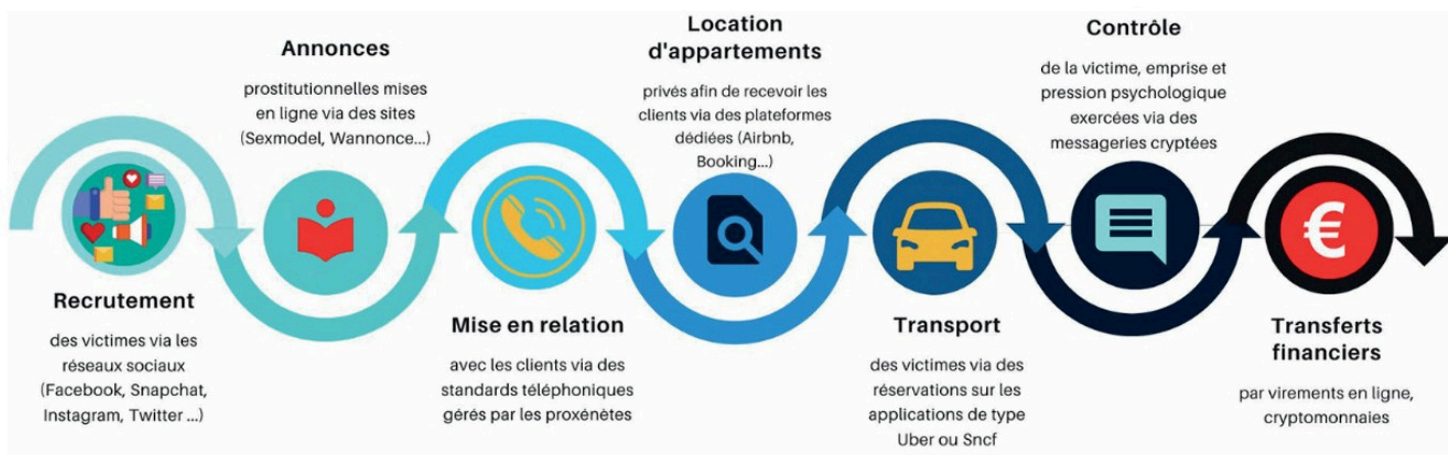 Recrutement
des victimes via les
réseaux sociaux
(Facebook, Snapchat,
Instagram, Twitter ...)
Annonces
prostitutionnelles mises
en ligne via des sites
(Sexmodel, Wannonce...)
Mise en relation
avec les clients via des
standards téléphoniques
gérés par les proxénètes
Location
d'appartements
privés afin de recevoir les
clients via des plateformes
dédiées (Airbnb,
Booking...)
Transport
des victimes via des
réservations sur les
applications de type
Uber ou Sncf
Contrôle
de la victime, emprise et
pression psychologique
exercées via des
messageries cryptées
€
Transferts
financiers
par virements en ligne,
cryptomonnaies